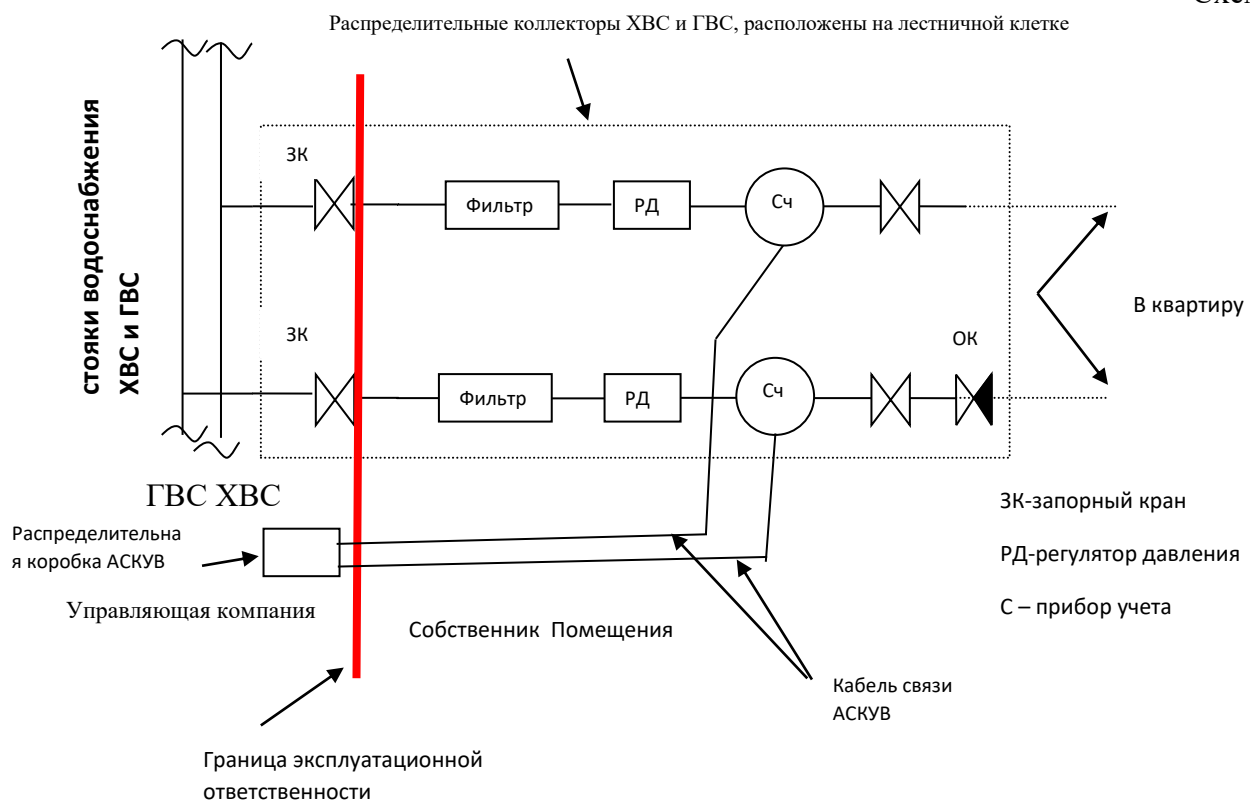 Распределительные коллекторы ХВС и ГВС, расположены на лестничной клетке
стояки водоснабжения
ХВС и ГВС
ЗК
Фильтр
РД
Сч
В квартиру
ЗК
ОК
Фильтр
РД
Сч
ГВС ХВС
ЗК-запорный кран
Распределительна
я коробка АСКУВ
РД-регулятор давления
Управляющая компания
С – прибор учета
Собственник Помещения
Кабель связи
АСКУВ
Граница эксплуатационной
ответственности